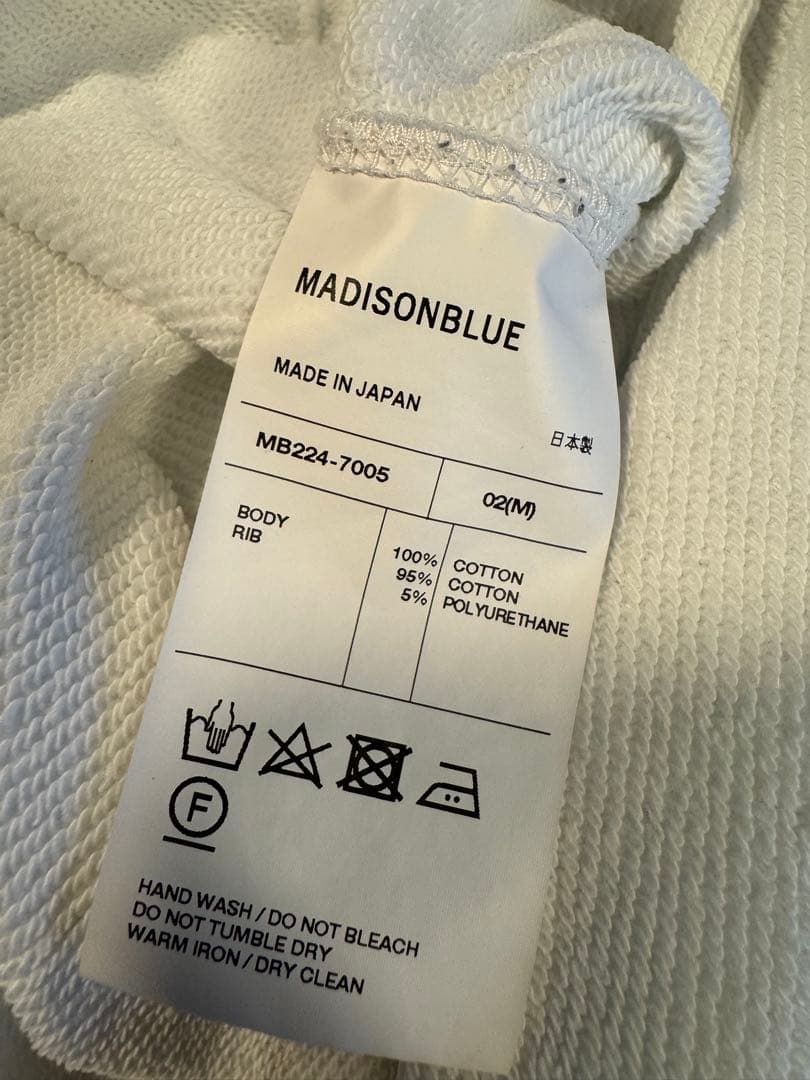 MADISONBLUE
MADE IN JAPAN
日本製
MB224-7005 02(M)
BODY 100% COTTON
RIB 95% COTTON
5% POLYURETHANE
F
HAND WASH / DO NOT BLEACH
DO NOT TUMBLE DRY
WARM IRON / DRY CLEAN